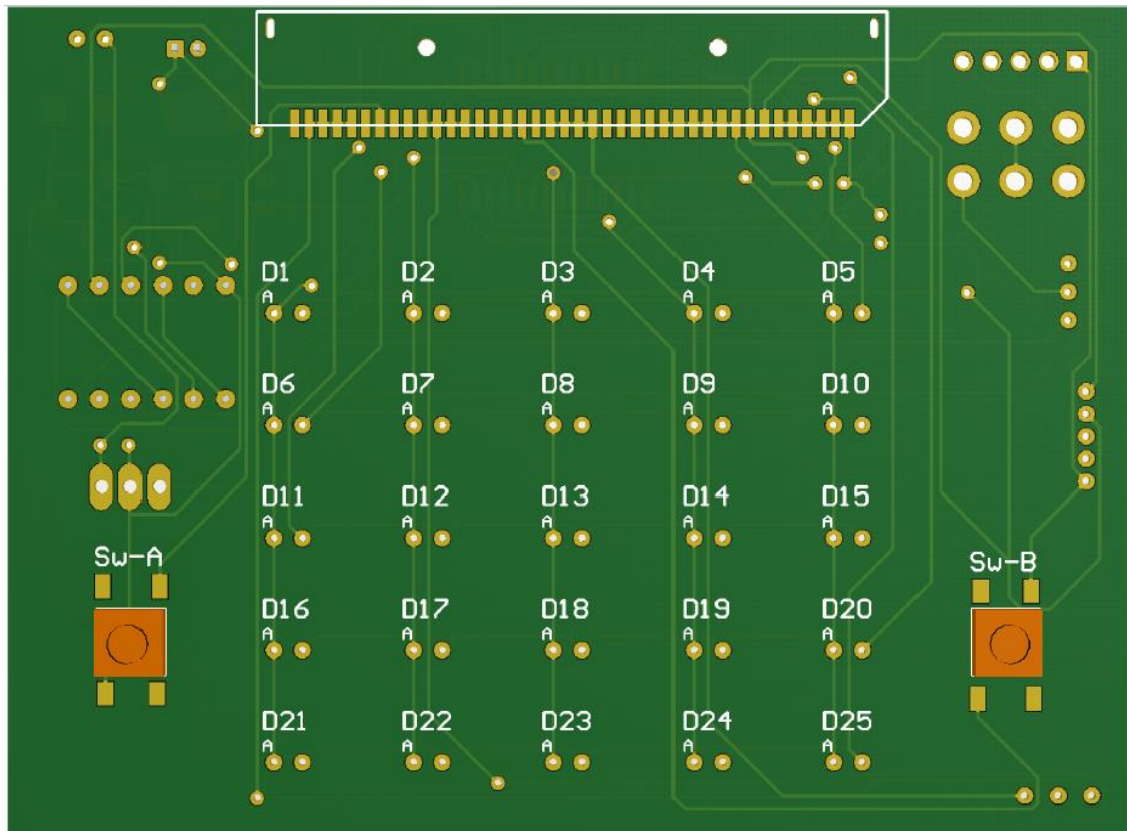 D1 D2 D3 D4 D5
A A A A A
D6 D7 D8 D9 D10
A A A A A
D11 D12 D13 D14 D15
A A A A A
Sw-A Sw-B
D16 D17 D18 D19 D20
A A A A A
D21 D22 D23 D24 D25
A A A A A